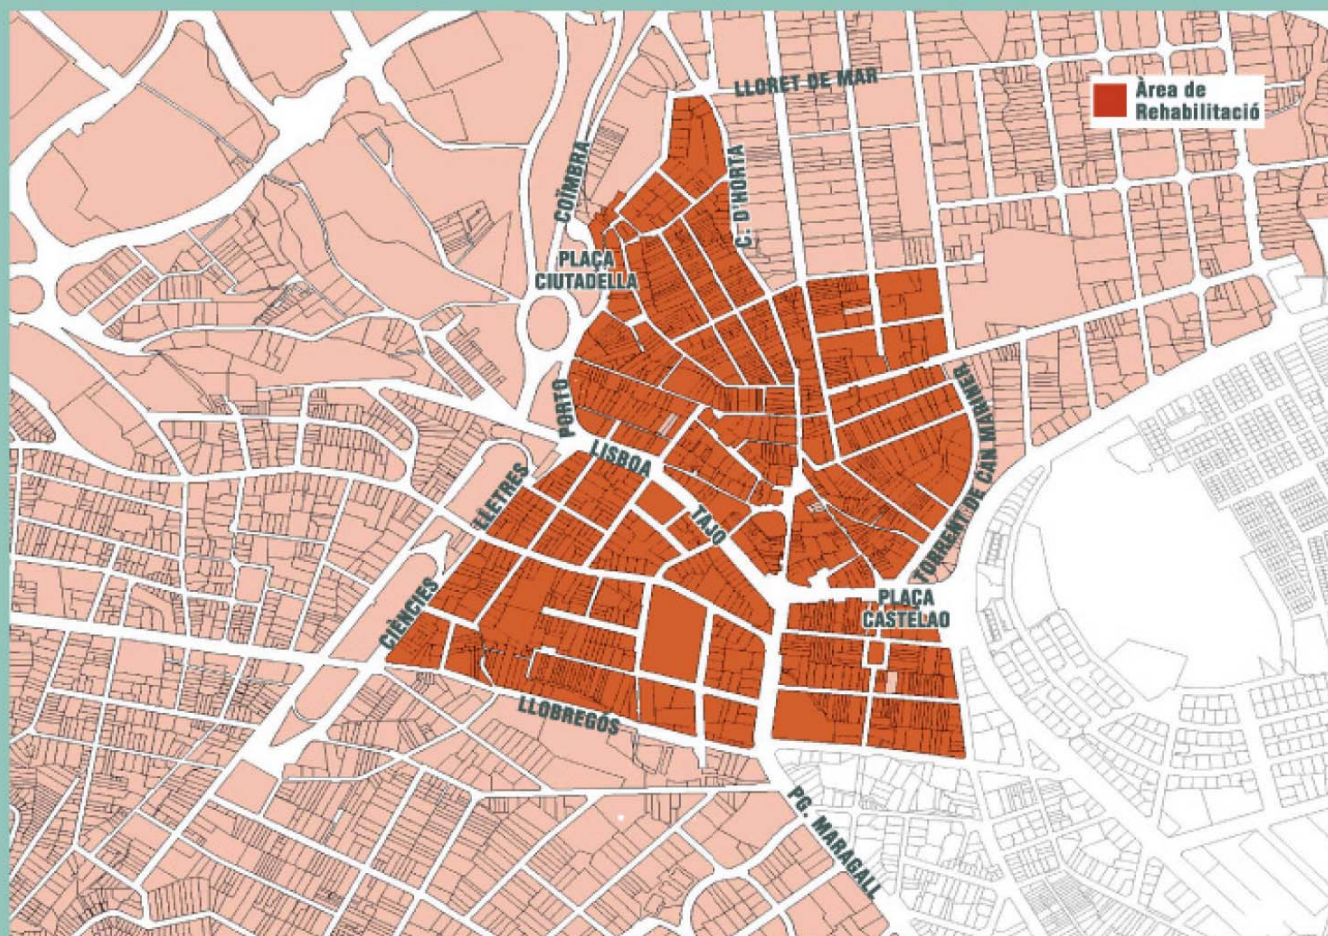 LLORET DE MAR
Àrea de
Rehabilitació
COÏMBRA
C. D'HORTA
PLAÇA
CIUTADELLA
PORTO
LISBOA
LLETRES
TAJO
TORRENT DE CAN MARINER
CIÈNCIES
PLAÇA
CASTELAO
LLOBREGÓS
PG. MARAGALL